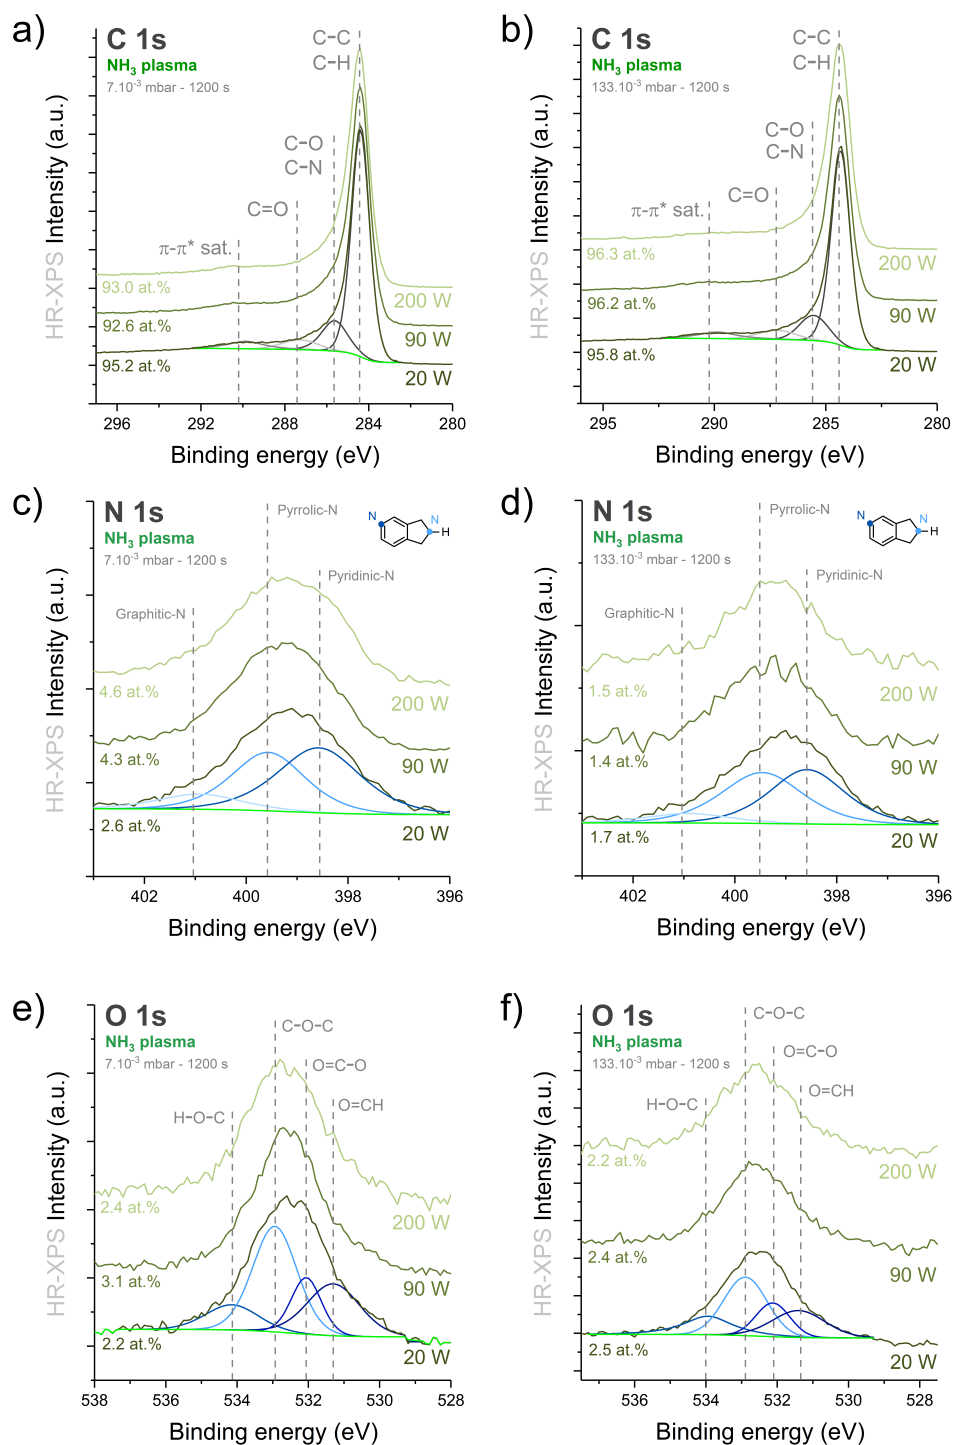 a)
C 1s
NH3 plasma
7.10-3 mbar - 1200 s
C-C
C-H
C-O
C-N
C=O
π-π* sat.
93.0 at.%
200 W
92.6 at.%
90 W
95.2 at.%
20 W
HR-XPS Intensity (a.u.)
296 292 288 284 280
Binding energy (eV)
b)
C 1s
NH3 plasma
133.10-3 mbar - 1200 s
C-C
C-H
C-O
C-N
C=O
π-π* sat.
96.3 at.%
200 W
96.2 at.%
90 W
95.8 at.%
20 W
HR-XPS Intensity (a.u.)
295 290 285 280
Binding energy (eV)
c)
N 1s
NH3 plasma
7.10-3 mbar - 1200 s
Pyrrolic-N
N
N
H
Pyridinic-N
Graphitic-N
4.6 at.%
200 W
4.3 at.%
90 W
2.6 at.%
20 W
HR-XPS Intensity (a.u.)
402 400 398 396
Binding energy (eV)
d)
N 1s
NH3 plasma
133.10-3 mbar - 1200 s
Pyrrolic-N
N
N
H
Pyridinic-N
Graphitic-N
1.5 at.%
200 W
1.4 at.%
90 W
1.7 at.%
20 W
HR-XPS Intensity (a.u.)
402 400 398 396
Binding energy (eV)
e)
O 1s
NH3 plasma
7.10-3 mbar - 1200 s
C-O-C
O=C-O
O=CH
H-O-C
2.4 at.%
200 W
3.1 at.%
90 W
2.2 at.%
20 W
HR-XPS Intensity (a.u.)
538 536 534 532 530 528
Binding energy (eV)
f)
O 1s
NH3 plasma
133.10-3 mbar - 1200 s
C-O-C
O=C-O
O=CH
H-O-C
2.2 at.%
200 W
2.4 at.%
90 W
2.5 at.%
20 W
HR-XPS Intensity (a.u.)
536 534 532 530 528
Binding energy (eV)